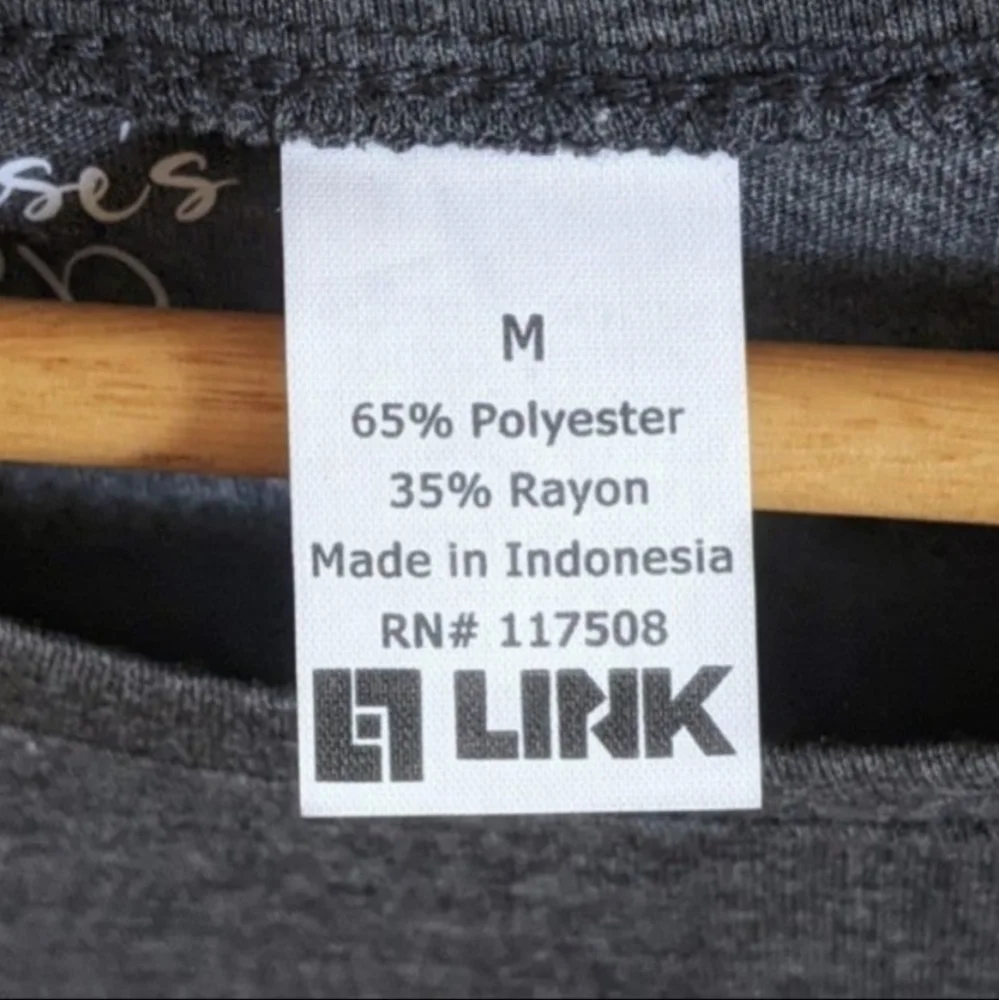 M
65% Polyester
35% Rayon
Made in Indonesia
RN# 117508
LINK